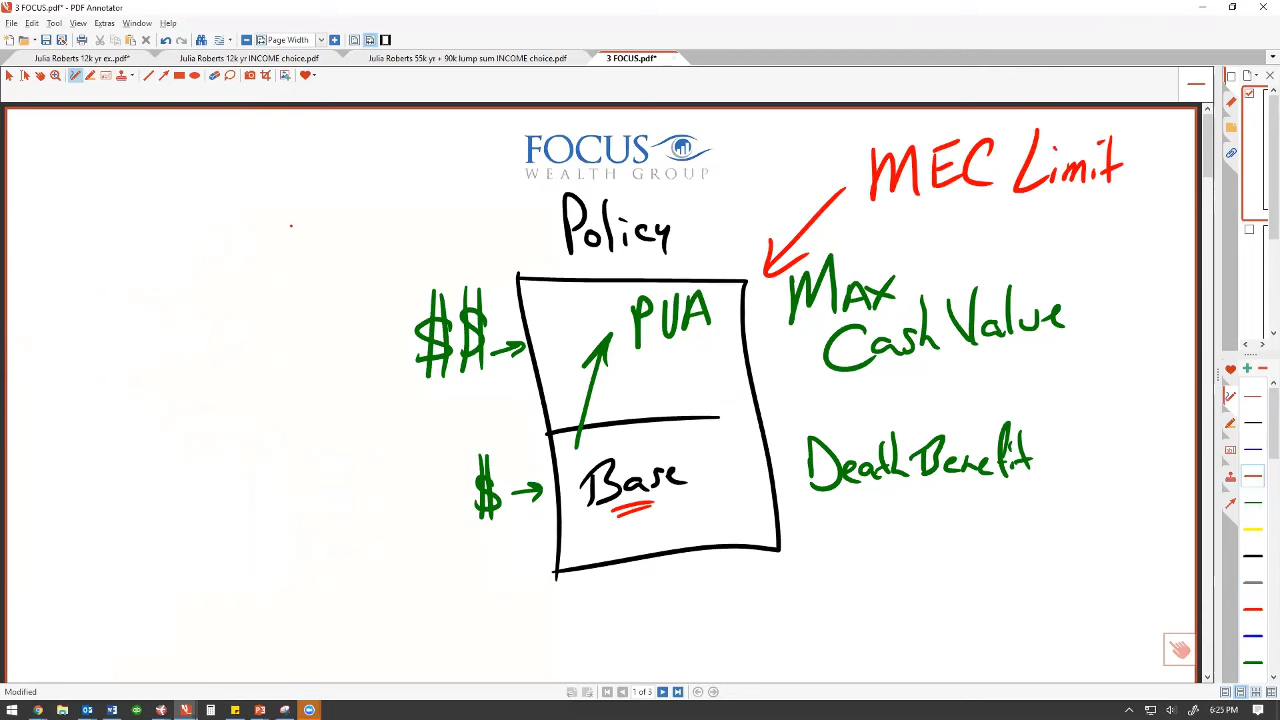 3 FOCUS.pdf* - PDF Annotator
File Edit Tool View Extras Window Help
Page Width
Julia Roberts 12k yr ex..pdf*
Julia Roberts 12k yr INCOME choice.pdf
Julia Roberts 55k yr + 90k lump sum INCOME choice.pdf
3 FOCUS.pdf*
FOCUS
WEALTH GROUP
MEC Limit
Policy
$$
PUA
Max
Cash Value
$
Base
Death Benefit
Modified
1 of 3
6:25 PM